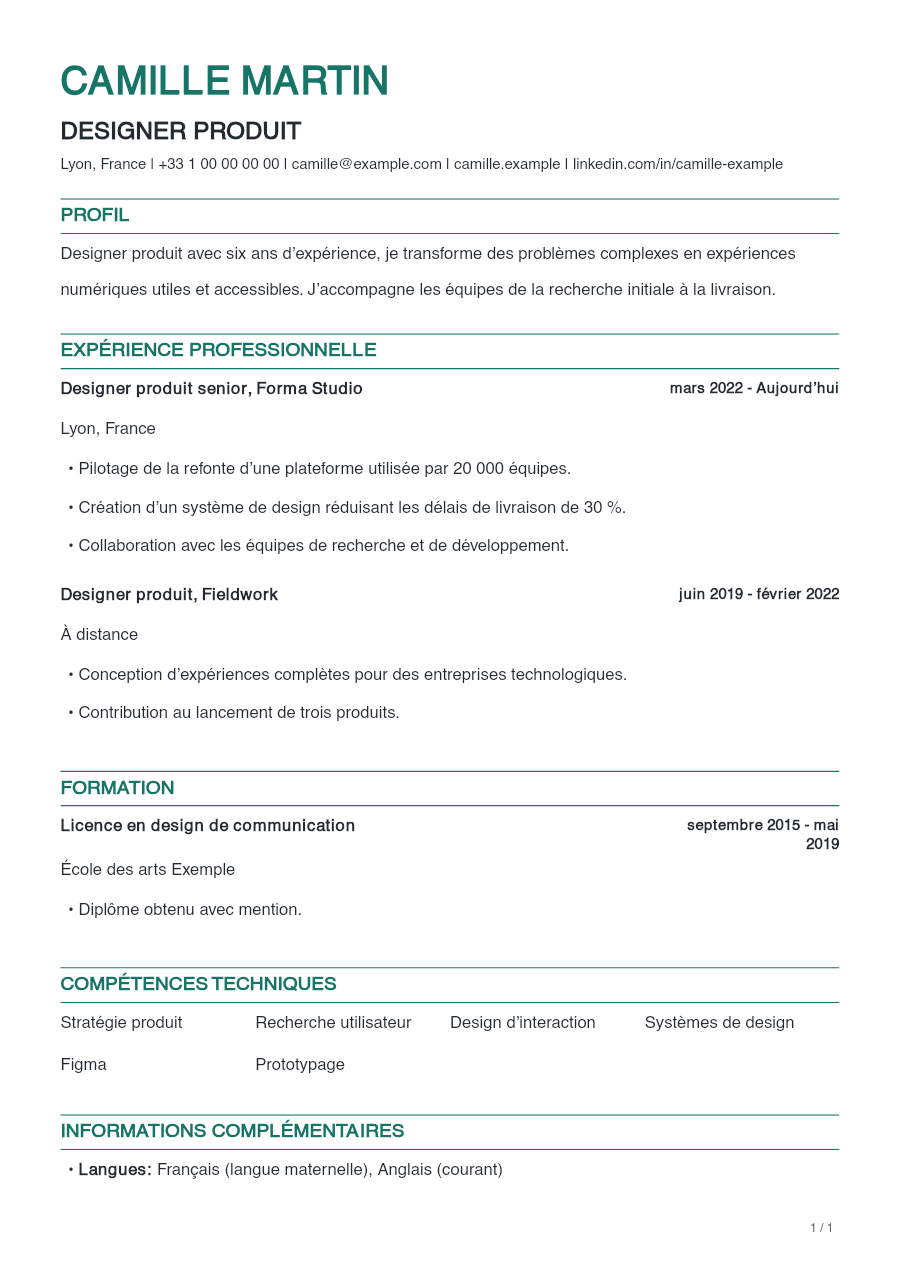 CAMILLE MARTIN
DESIGNER PRODUIT
Lyon, France | +33 1 00 00 00 00 | camille@example.com | camille.example | linkedin.com/in/camille-example
PROFIL
Designer produit avec six ans d’expérience, je transforme des problèmes complexes en expériences
numériques utiles et accessibles. J’accompagne les équipes de la recherche initiale à la livraison.
EXPÉRIENCE PROFESSIONNELLE
Designer produit senior, Forma Studio mars 2022 - Aujourd’hui
Lyon, France
• Pilotage de la refonte d’une plateforme utilisée par 20 000 équipes.
• Création d’un système de design réduisant les délais de livraison de 30 %.
• Collaboration avec les équipes de recherche et de développement.
Designer produit, Fieldwork juin 2019 - février 2022
À distance
• Conception d’expériences complètes pour des entreprises technologiques.
• Contribution au lancement de trois produits.
FORMATION
Licence en design de communication septembre 2015 - mai
2019
École des arts Exemple
• Diplôme obtenu avec mention.
COMPÉTENCES TECHNIQUES
Stratégie produit Recherche utilisateur Design d’interaction Systèmes de design
Figma Prototypage
INFORMATIONS COMPLÉMENTAIRES
• Langues: Français (langue maternelle), Anglais (courant)
1 / 1